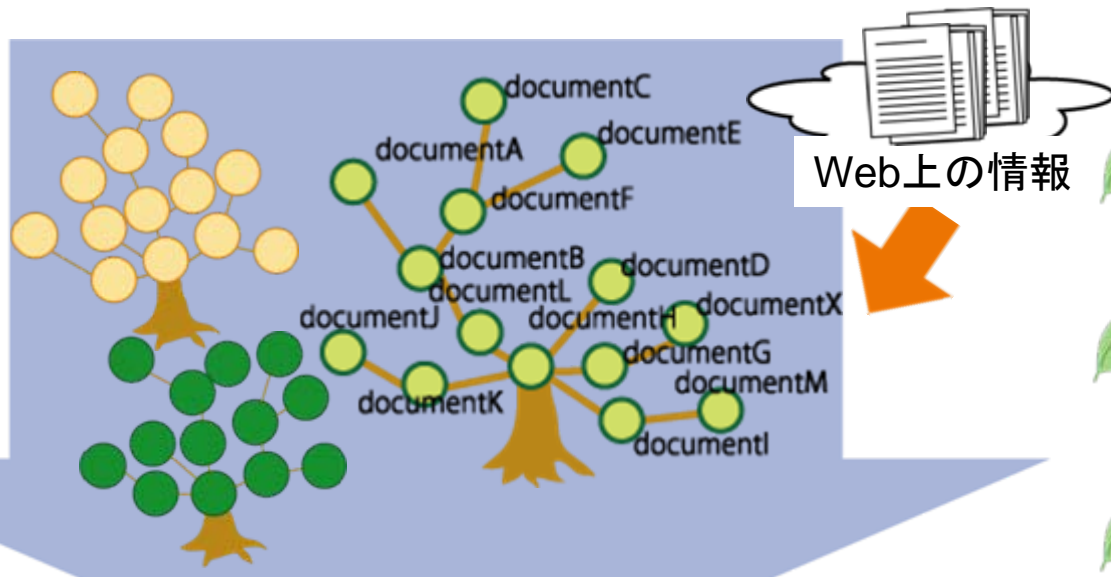 documentC
documentE
documentA
Web上の情報
documentF
documentB
documentD
documentL
documentX
documentJ
documentH
documentG
documentM
documentK
documentI